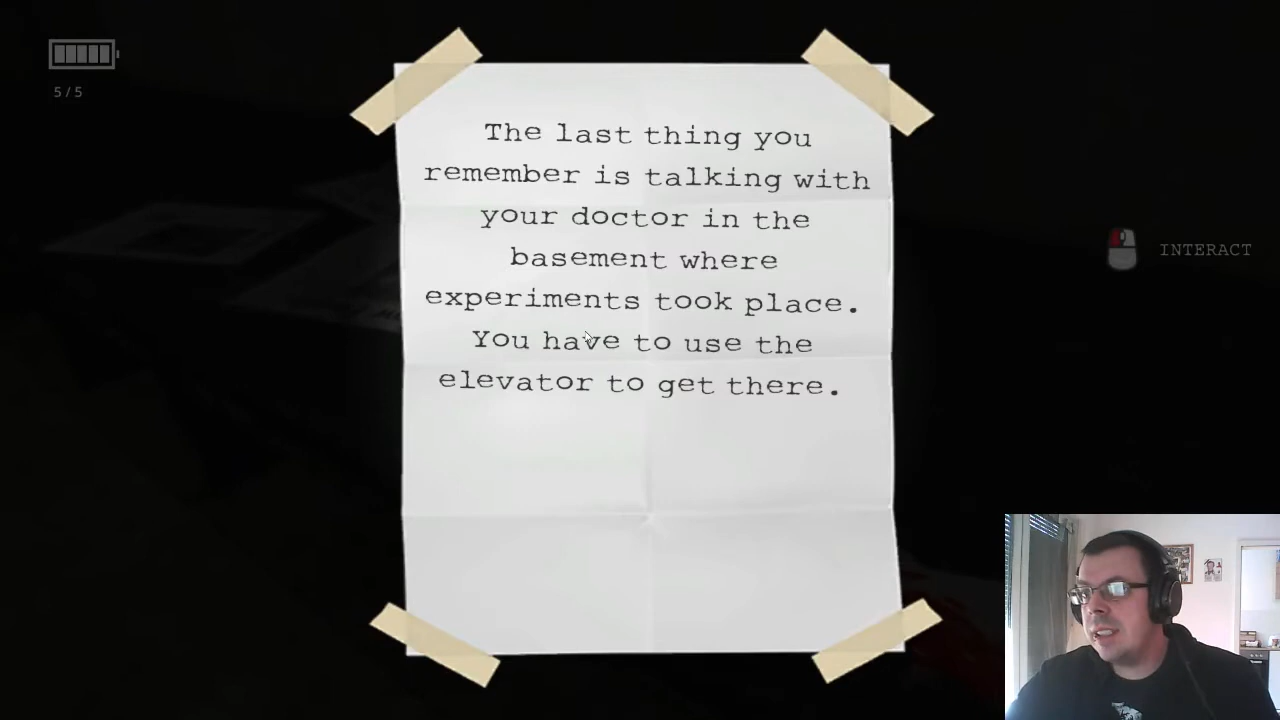 5/5
The last thing you
remember is talking with
your doctor in the
basement where
experiments took place.
You have to use the
elevator to get there.
INTERACT